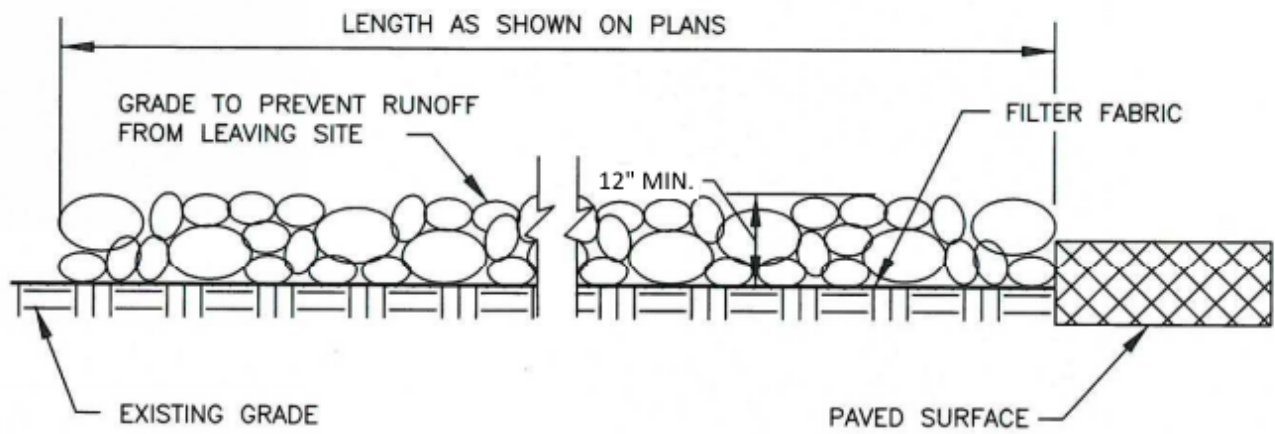 LENGTH AS SHOWN ON PLANS
GRADE TO PREVENT RUNOFF
FROM LEAVING SITE
FILTER FABRIC
12" MIN.
EXISTING GRADE
PAVED SURFACE